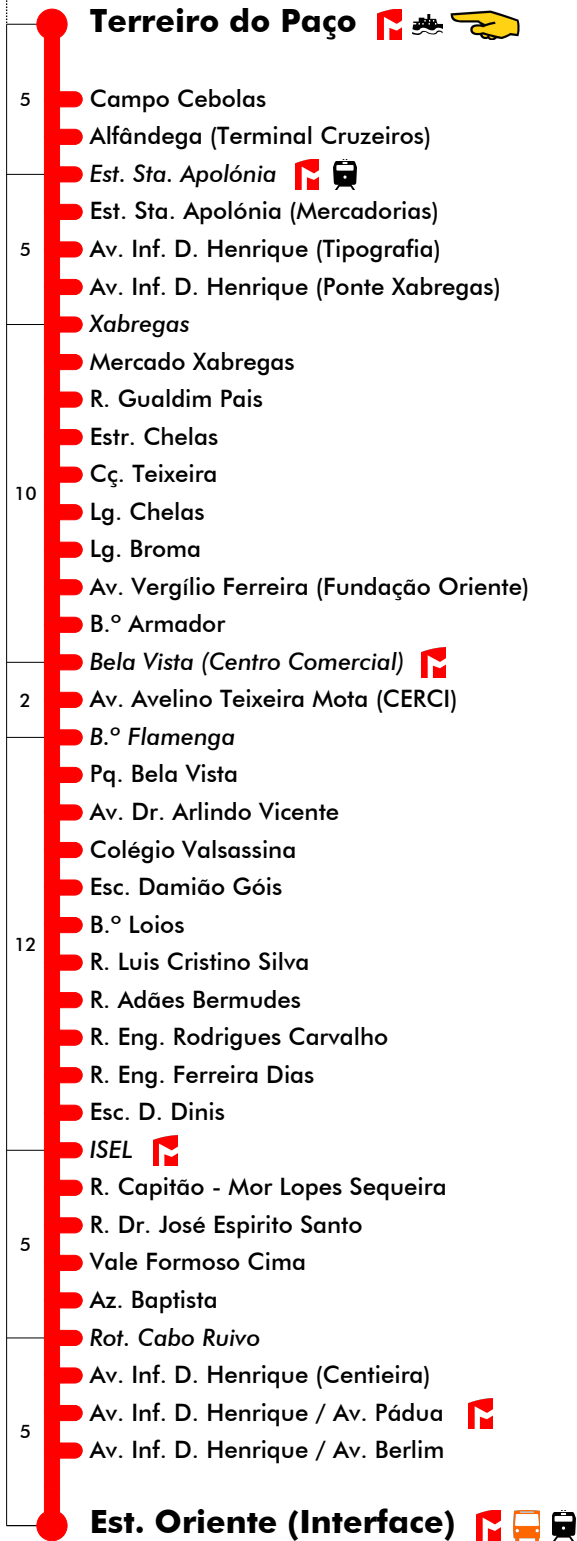 Terreiro do Paço
5
Campo Cebolas
Alfândega (Terminal Cruzeiros)
Est. Sta. Apolónia
Est. Sta. Apolónia (Mercadorias)
5
Av. Inf. D. Henrique (Tipografia)
Av. Inf. D. Henrique (Ponte Xabregas)
Xabregas
Mercado Xabregas
R. Gualdim Pais
Estr. Chelas
Cç. Teixeira
10
Lg. Chelas
Lg. Broma
Av. Vergílio Ferreira (Fundação Oriente)
B.º Armador
Bela Vista (Centro Comercial)
2
Av. Avelino Teixeira Mota (CERCI)
B.º Flamenga
Pq. Bela Vista
Av. Dr. Arlindo Vicente
Colégio Valsassina
Esc. Damião Góis
B.º Loios
12
R. Luis Cristino Silva
R. Adães Bermudes
R. Eng. Rodrigues Carvalho
R. Eng. Ferreira Dias
Esc. D. Dinis
ISEL
R. Capitão - Mor Lopes Sequeira
5
R. Dr. José Espirito Santo
Vale Formoso Cima
Az. Baptista
Rot. Cabo Ruivo
Av. Inf. D. Henrique (Centieira)
Av. Inf. D. Henrique / Av. Pádua
5
Av. Inf. D. Henrique / Av. Berlim
Est. Oriente (Interface)